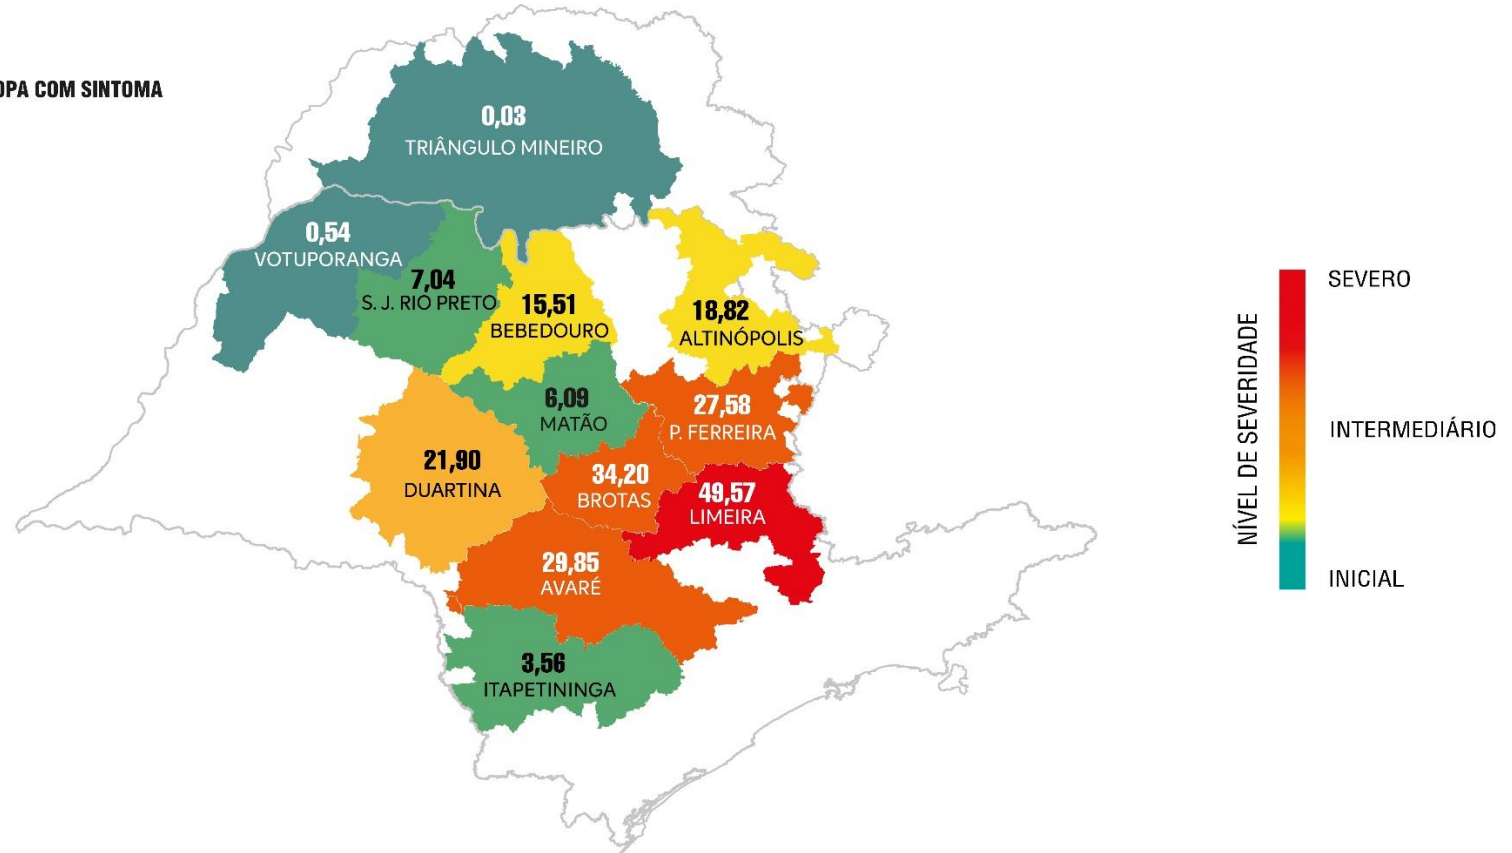 COM SINTOMA
0,03
TRIÂNGULO MINEIRO
0,54
VOTUPORANGA
7,04
S. J. RIO PRETO
15,51
BEBEDOURO
18,82
ALTINÓPOLIS
6,09
MATÃO
27,58
P. FERREIRA
21,90
DUARTINA
34,20
BROTAS
49,57
LIMEIRA
29,85
AVARÉ
3,56
ITAPETININGA
NÍVEL DE SEVERIDADE
SEVERO
INTERMEDIÁRIO
INICIAL